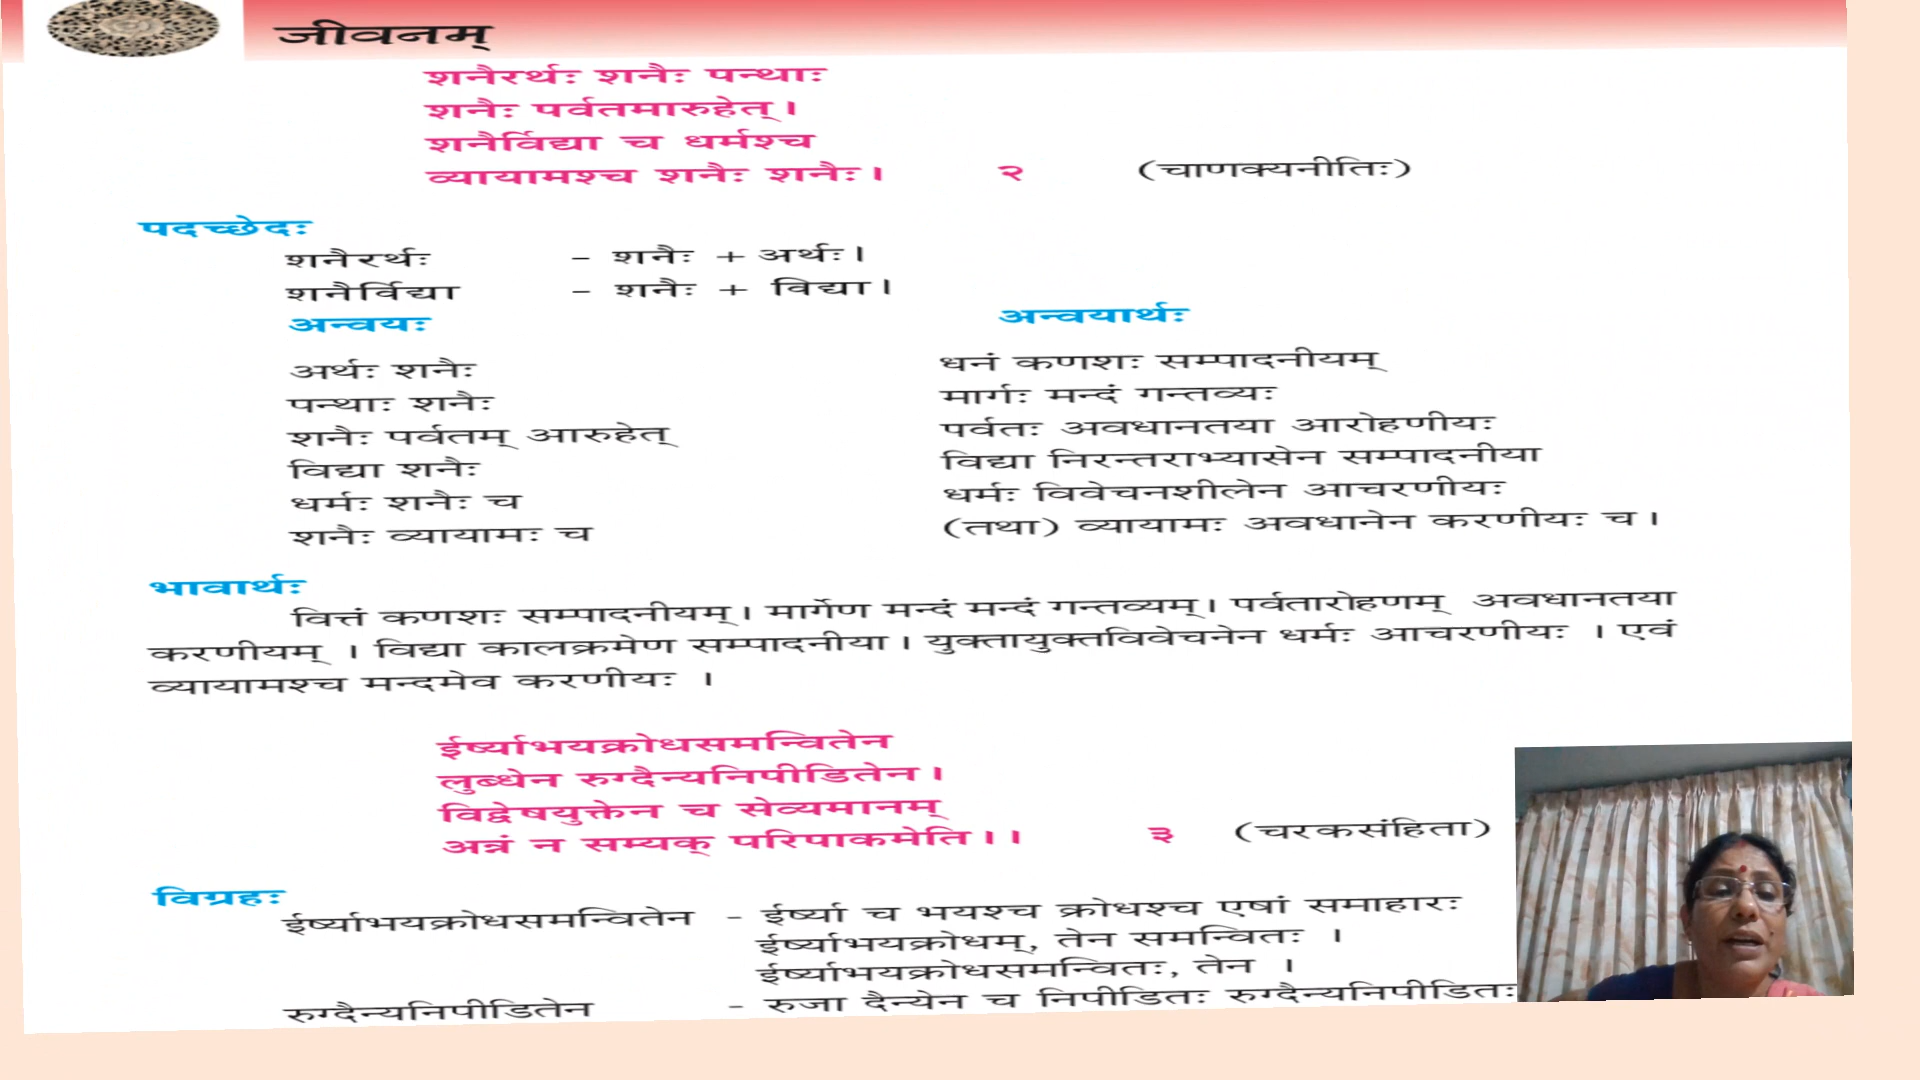 जीवनम्
शनैरर्थः शनैः पन्थाः
शनैः पर्वतमारुहेत्।
शनैर्विद्या च धर्मश्च
व्यायामश्च शनैः शनैः। २ (चाणक्यनीतिः)
पदच्छेदः
शनैरर्थः - शनैः + अर्थः।
शनैर्विद्या - शनैः + विद्या।
अन्वयः अन्वयार्थः
अर्थः शनैः धनं कणशः सम्पादनीयम्
पन्थाः शनैः मार्गः मन्दं गन्तव्यः
शनैः पर्वतम् आरुहेत् पर्वतः अवधानतया आरोहणीयः
विद्या शनैः विद्या निरन्तराभ्यासेन सम्पादनीया
धर्मः शनैः च धर्मः विवेचनशीलेन आचरणीयः
शनैः व्यायामः च (तथा) व्यायामः अवधानेन करणीयः च।
भावार्थः
वित्तं कणशः सम्पादनीयम्। मार्गेण मन्दं मन्दं गन्तव्यम्। पर्वतारोहणम् अवधानतया
करणीयम् । विद्या कालक्रमेण सम्पादनीया। युक्तायुक्तविवेचनेन धर्मः आचरणीयः । एवं
व्यायामश्च मन्दमेव करणीयः ।
ईर्ष्याभयक्रोधसमन्वितेन
लुब्धेन रुग्दैन्यनिपीडितेन।
विद्वेषयुक्तेन च सेव्यमानम्
अन्नं न सम्यक् परिपाकमेति।। ३ (चरकसंहिता)
विग्रहः
ईर्ष्याभयक्रोधसमन्वितेन - ईर्ष्या च भयश्च क्रोधश्च एषां समाहारः
ईर्ष्याभयक्रोधम्, तेन समन्वितः ।
ईर्ष्याभयक्रोधसमन्वितः, तेन ।
रुग्दैन्यनिपीडितेन - रुजा दैन्येन च निपीडितः रुग्दैन्यनिपीडितः